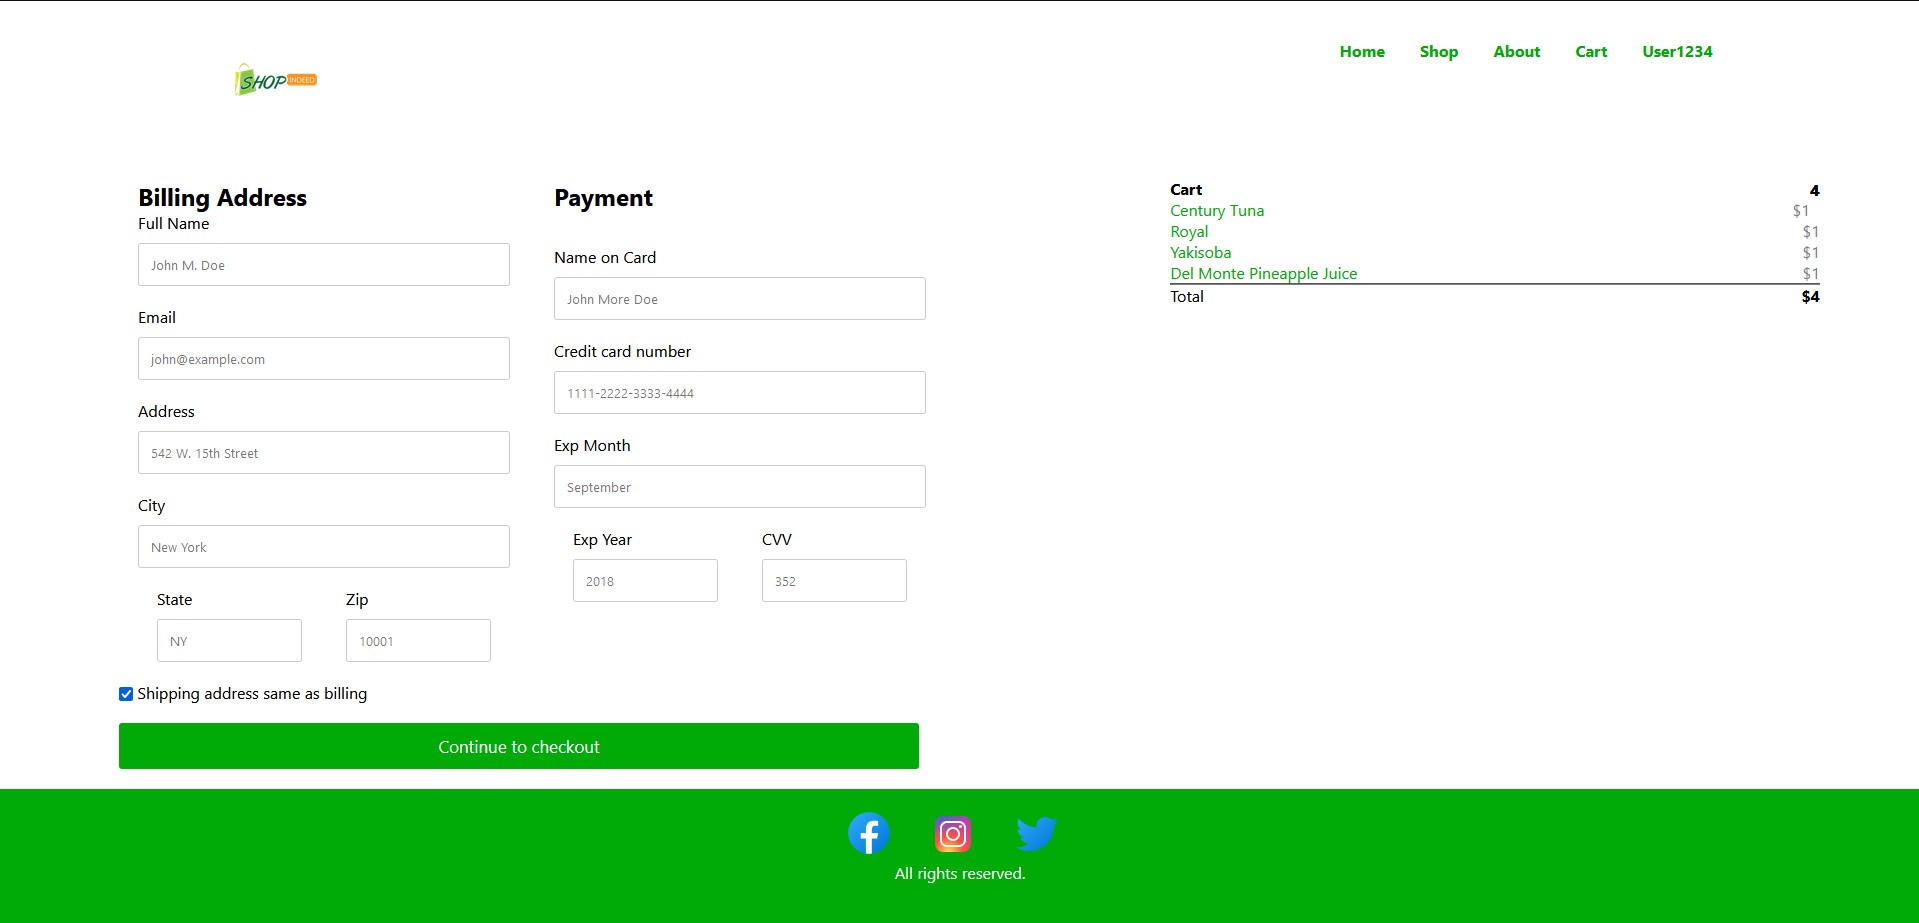 Home Shop About Cart User1234
SHOP INDEED
Billing Address
Full Name
John M. Doe
Email
john@example.com
Address
542 W. 15th Street
City
New York
State Zip
NY 10001
Payment
Name on Card
John More Doe
Credit card number
1111-2222-3333-4444
Exp Month
September
Exp Year CVV
2018 352
Shipping address same as billing
Continue to checkout
Cart 4
Century Tuna $1
Royal $1
Yakisoba $1
Del Monte Pineapple Juice $1
Total $4
All rights reserved.